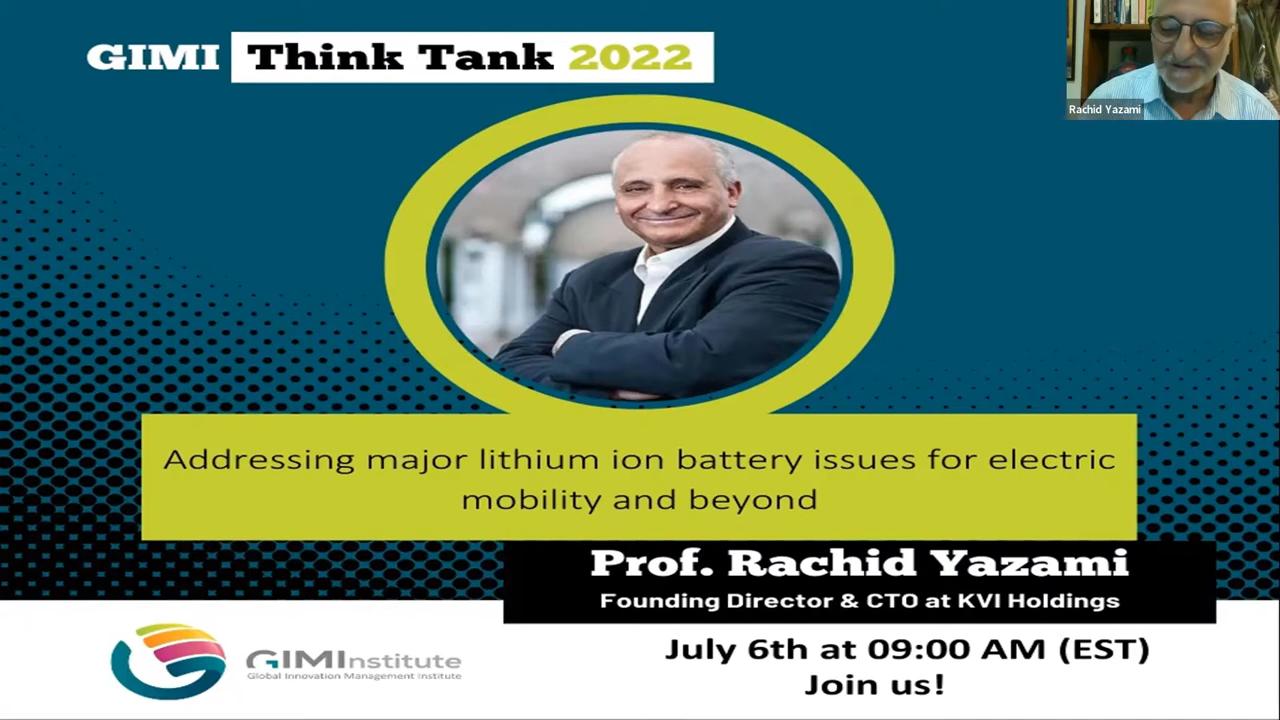 GIMI Think Tank 2022
Rachid Yazami
Addressing major lithium ion battery issues for electric
mobility and beyond
Prof. Rachid Yazami
Founding Director & CTO at KVI Holdings
GIMInstitute
Global Innovation Management Institute
July 6th at 09:00 AM (EST)
Join us!